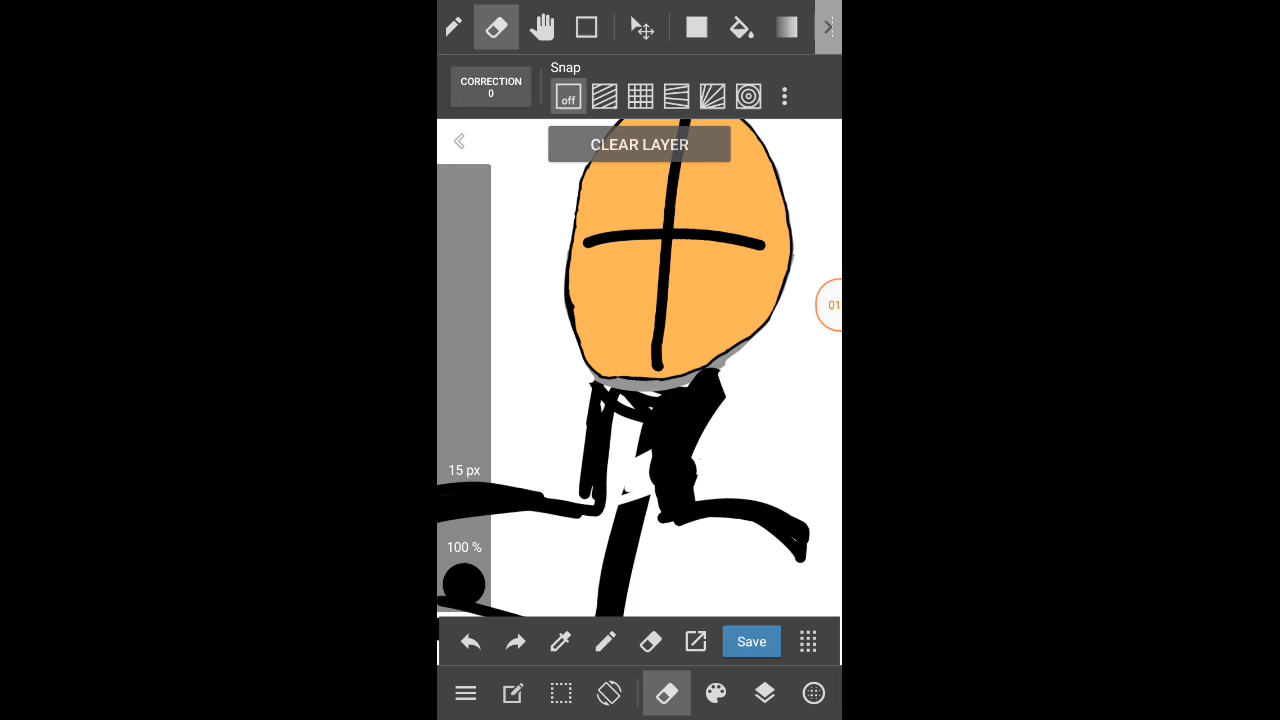 CORRECTION
0
Snap
off
CLEAR LAYER
01
15 px
100 %
Save